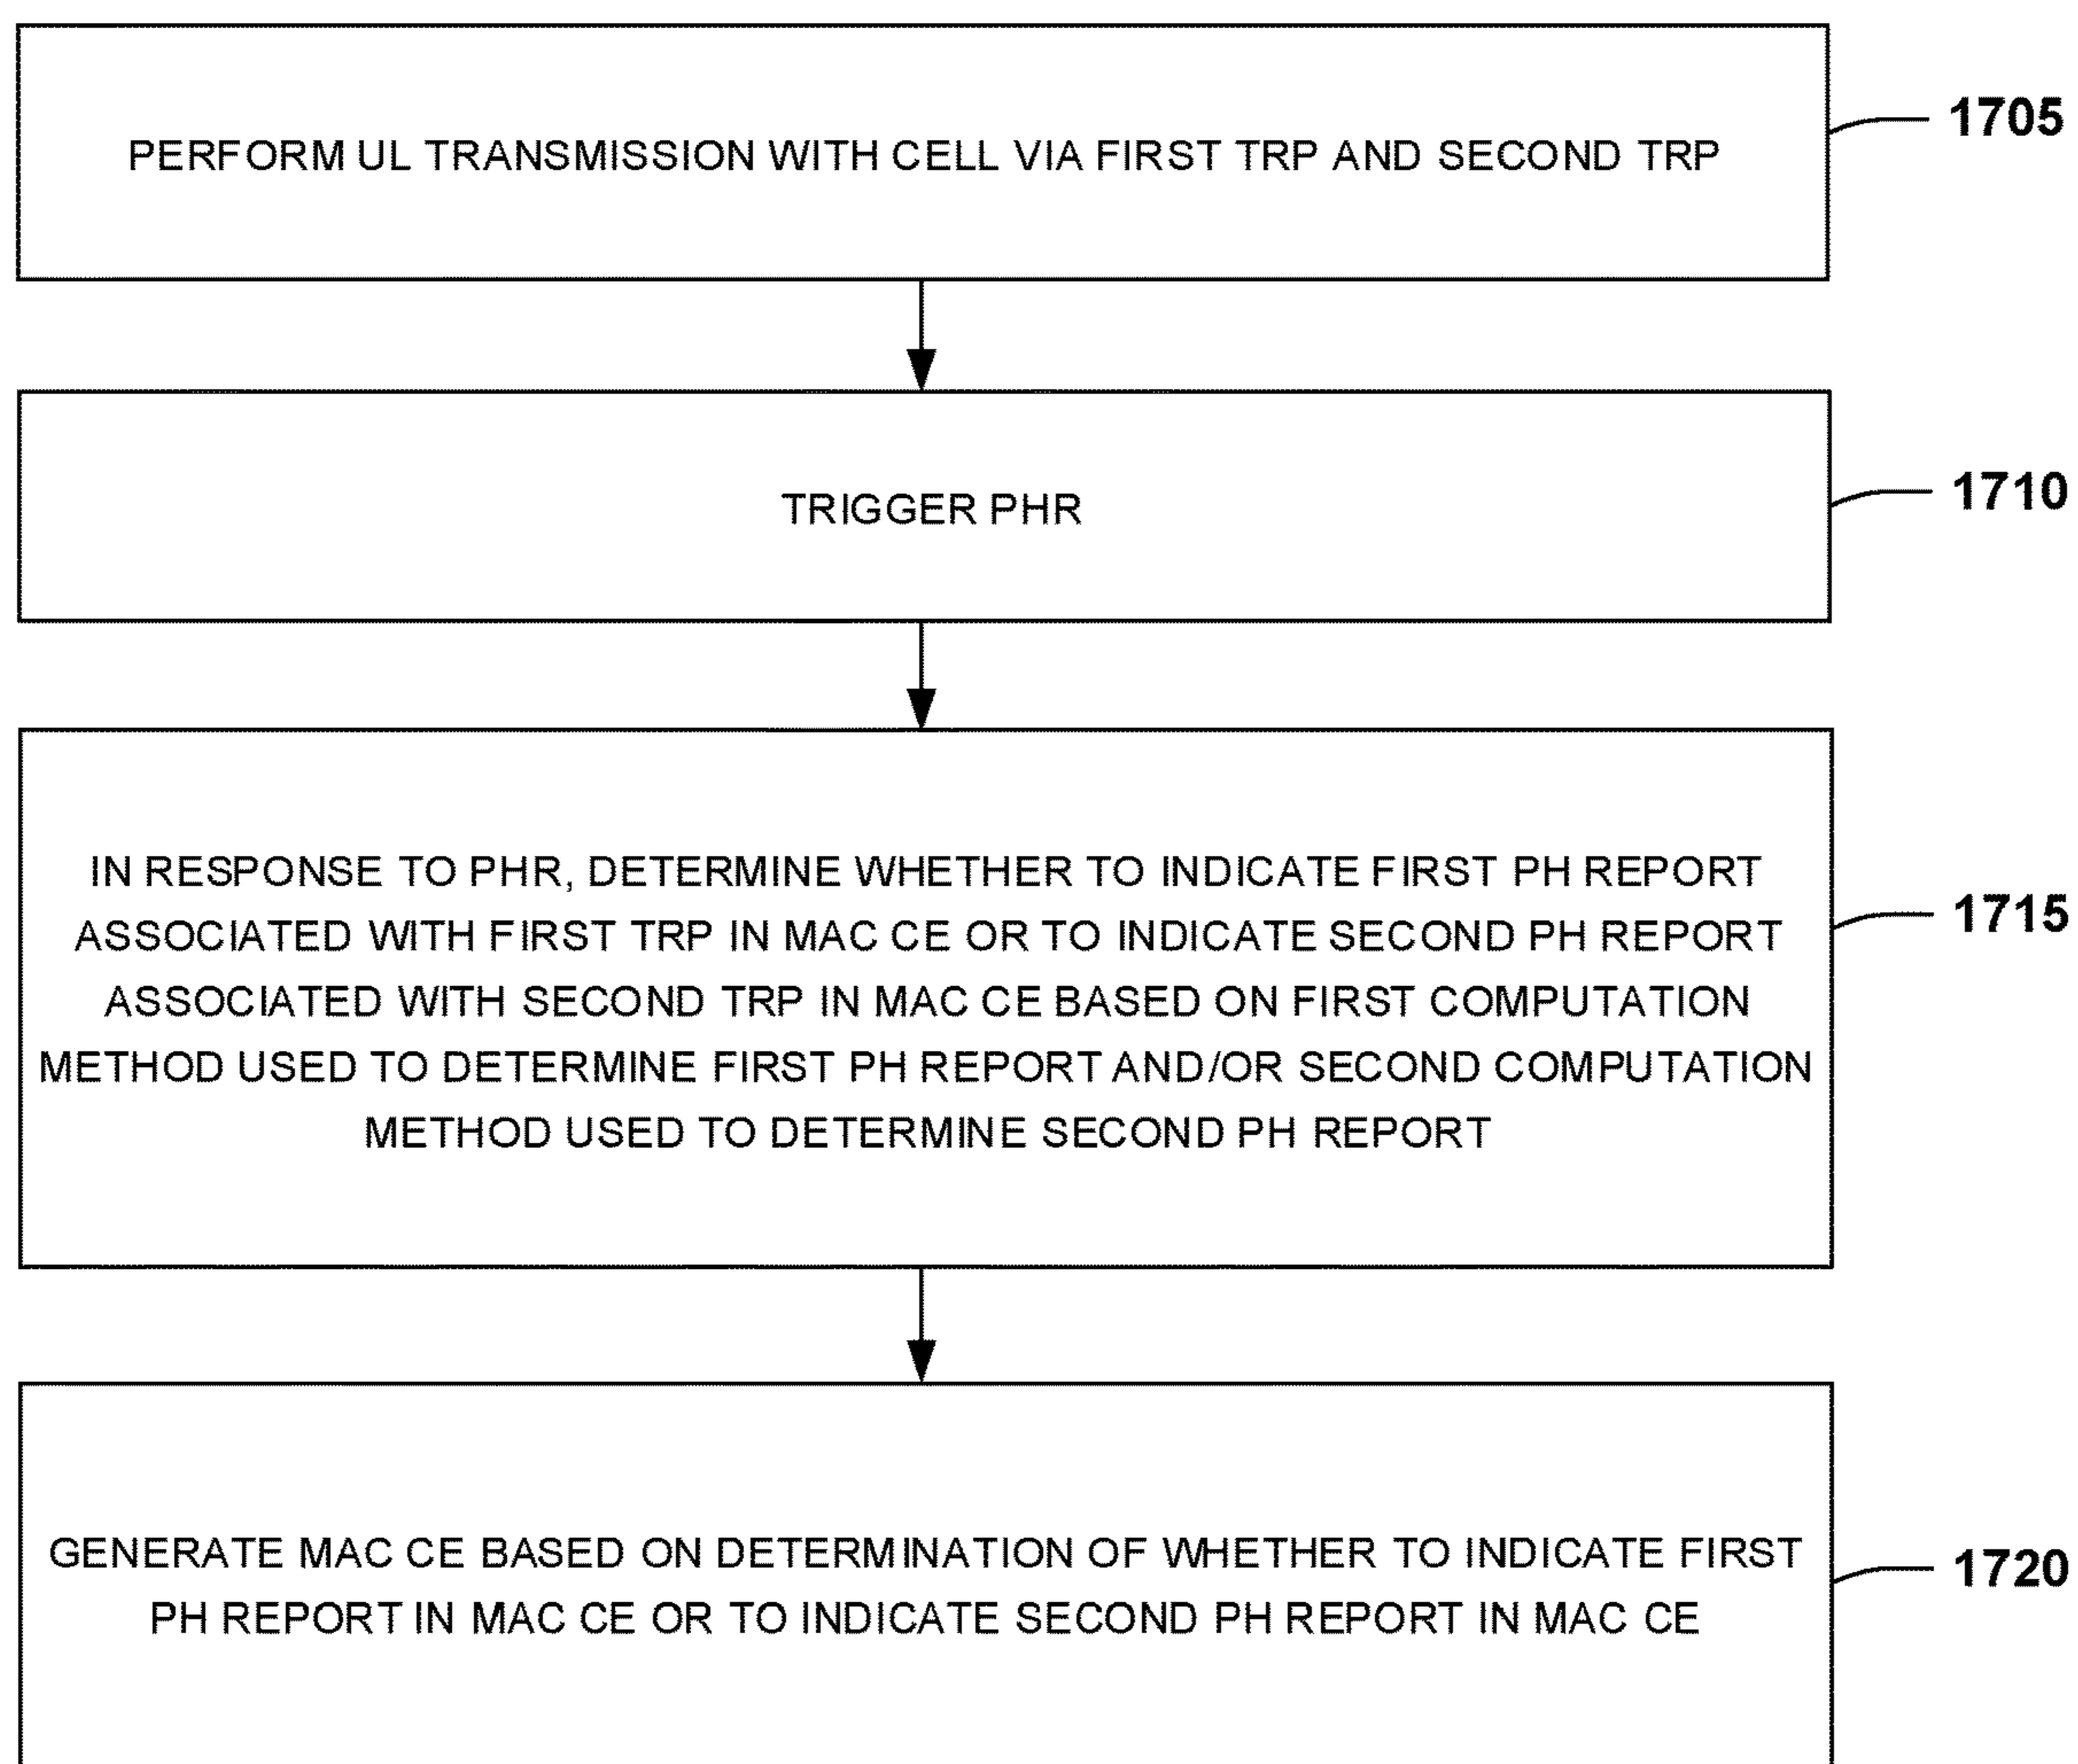 PERFORM UL TRANSMISSION WITH CELL VIA FIRST TRP AND SECOND TRP
1705
TRIGGER PHR
1710
IN RESPONSE TO PHR, DETERMINE WHETHER TO INDICATE FIRST PH REPORT
ASSOCIATED WITH FIRST TRP IN MAC CE OR TO INDICATE SECOND PH REPORT
ASSOCIATED WITH SECOND TRP IN MAC CE BASED ON FIRST COMPUTATION
METHOD USED TO DETERMINE FIRST PH REPORT AND/OR SECOND COMPUTATION
METHOD USED TO DETERMINE SECOND PH REPORT
1715
GENERATE MAC CE BASED ON DETERMINATION OF WHETHER TO INDICATE FIRST
PH REPORT IN MAC CE OR TO INDICATE SECOND PH REPORT IN MAC CE
1720